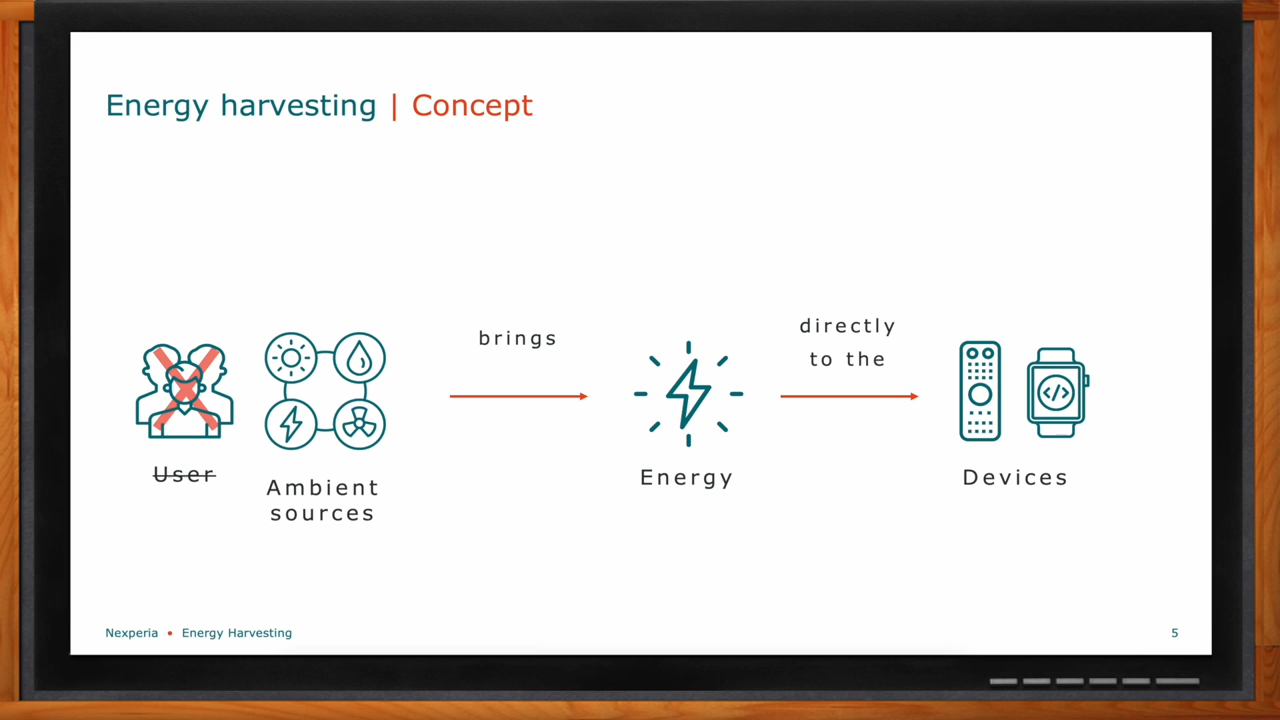 Energy harvesting | Concept
brings
directly
to the
User
Ambient
sources
Energy
Devices
Nexperia • Energy Harvesting
5